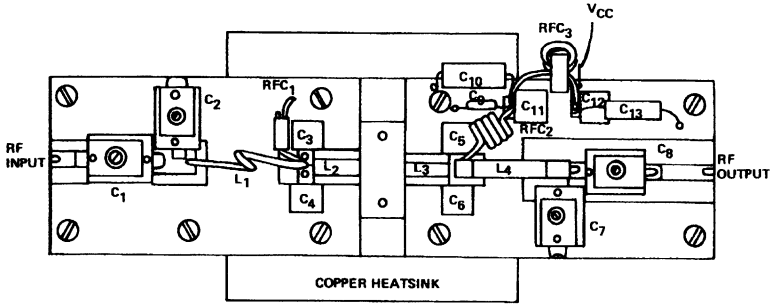 VCC
RFC3
C10
RFC1
C2
C9
C11
C12
C13
C3
C5
RFC2
RF
INPUT
C8
RF
OUTPUT
L2
L3
L4
L1
C1
C4
C6
C7
COPPER HEATSINK